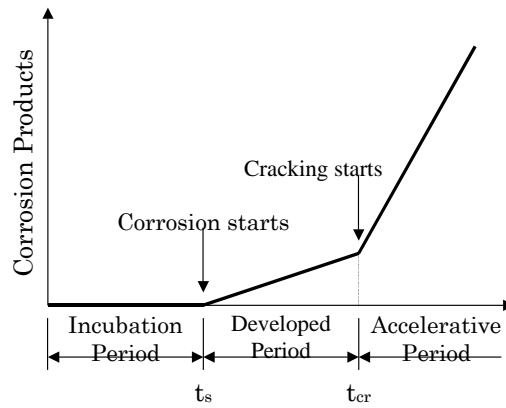 Corrosion Products
Cracking starts
Corrosion starts
Incubation
Period
Developed
Period
Accelerative
Period
ts
tcr